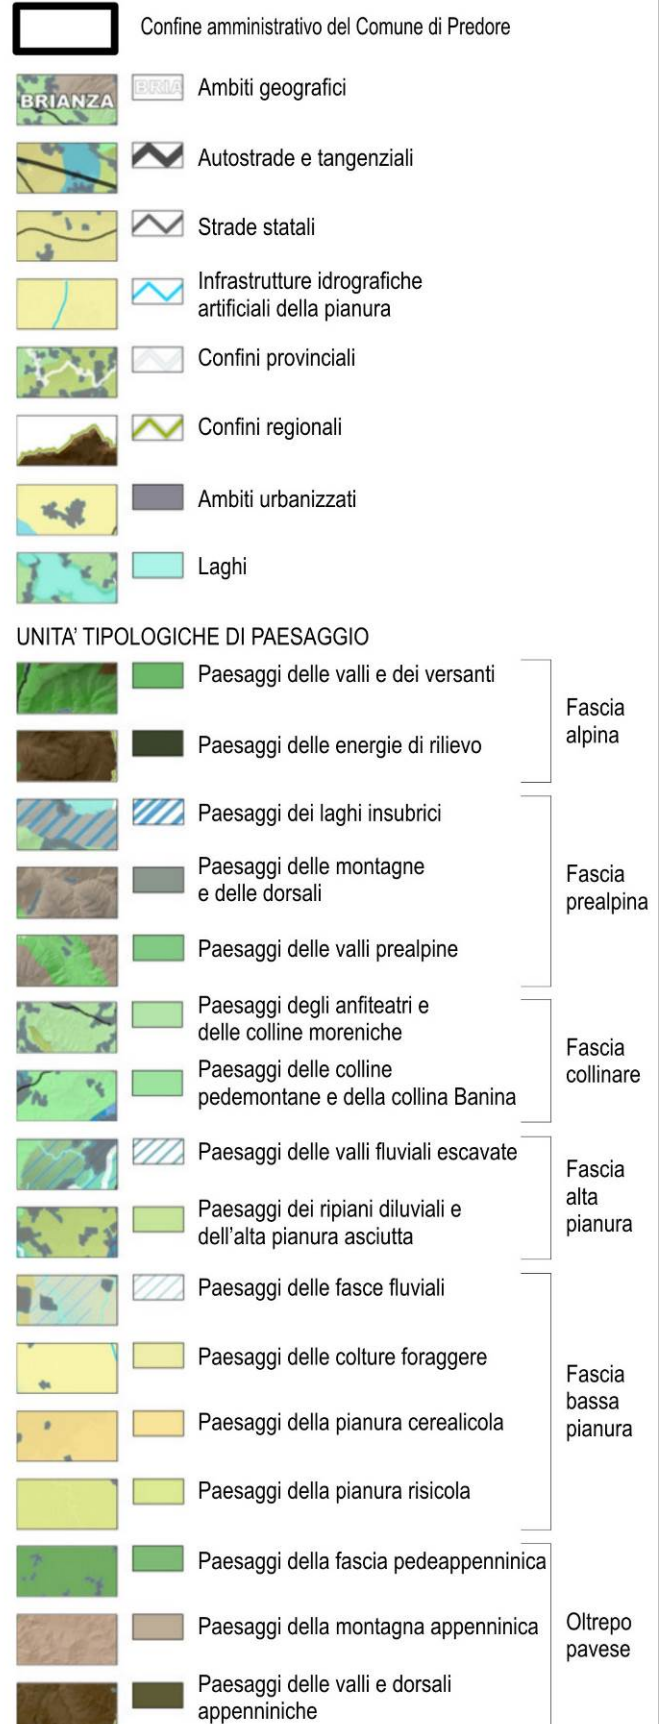 Confine amministrativo del Comune di Predore
BRIANZA
BRIA
Ambiti geografici
Autostrade e tangenziali
Strade statali
Infrastrutture idrografiche
artificiali della pianura
Confini provinciali
Confini regionali
Ambiti urbanizzati
Laghi
UNITA' TIPOLOGICHE DI PAESAGGIO
Paesaggi delle valli e dei versanti
Paesaggi delle energie di rilievo
Fascia
alpina
Paesaggi dei laghi insubrici
Paesaggi delle montagne
e delle dorsali
Paesaggi delle valli prealpine
Fascia
prealpina
Paesaggi degli anfiteatri e
delle colline moreniche
Paesaggi delle colline
pedemontane e della collina Banina
Fascia
collinare
Paesaggi delle valli fluviali escavate
Paesaggi dei ripiani diluviali e
dell'alta pianura asciutta
Fascia
alta
pianura
Paesaggi delle fasce fluviali
Paesaggi delle colture foraggere
Paesaggi della pianura cerealicola
Paesaggi della pianura risicola
Fascia
bassa
pianura
Paesaggi della fascia pedeappenninica
Paesaggi della montagna appenninica
Paesaggi delle valli e dorsali
appenniniche
Oltrepo
pavese